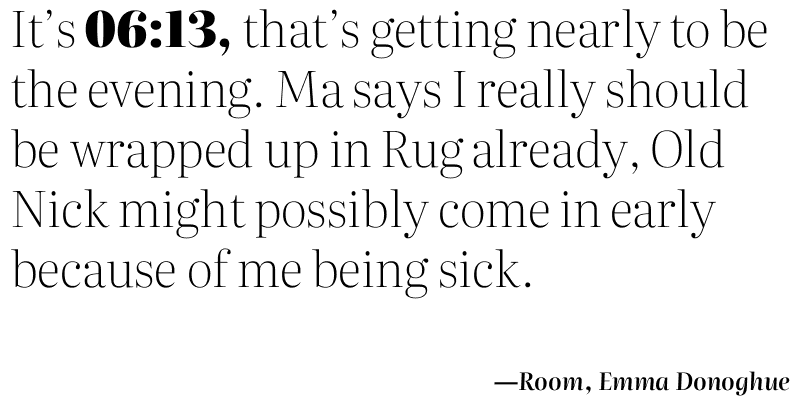 It’s 06:13, that’s getting nearly to be
the evening. Ma says I really should
be wrapped up in Rug already, Old
Nick might possibly come in early
because of me being sick.
—Room, Emma Donoghue